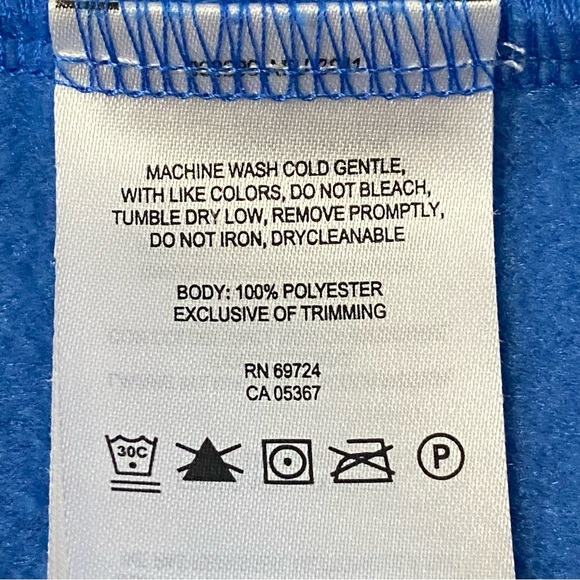 MACHINE WASH COLD GENTLE,
WITH LIKE COLORS, DO NOT BLEACH,
TUMBLE DRY LOW, REMOVE PROMPTLY,
DO NOT IRON, DRYCLEANABLE
BODY: 100% POLYESTER
EXCLUSIVE OF TRIMMING
RN 69724
CA 05367
30C P